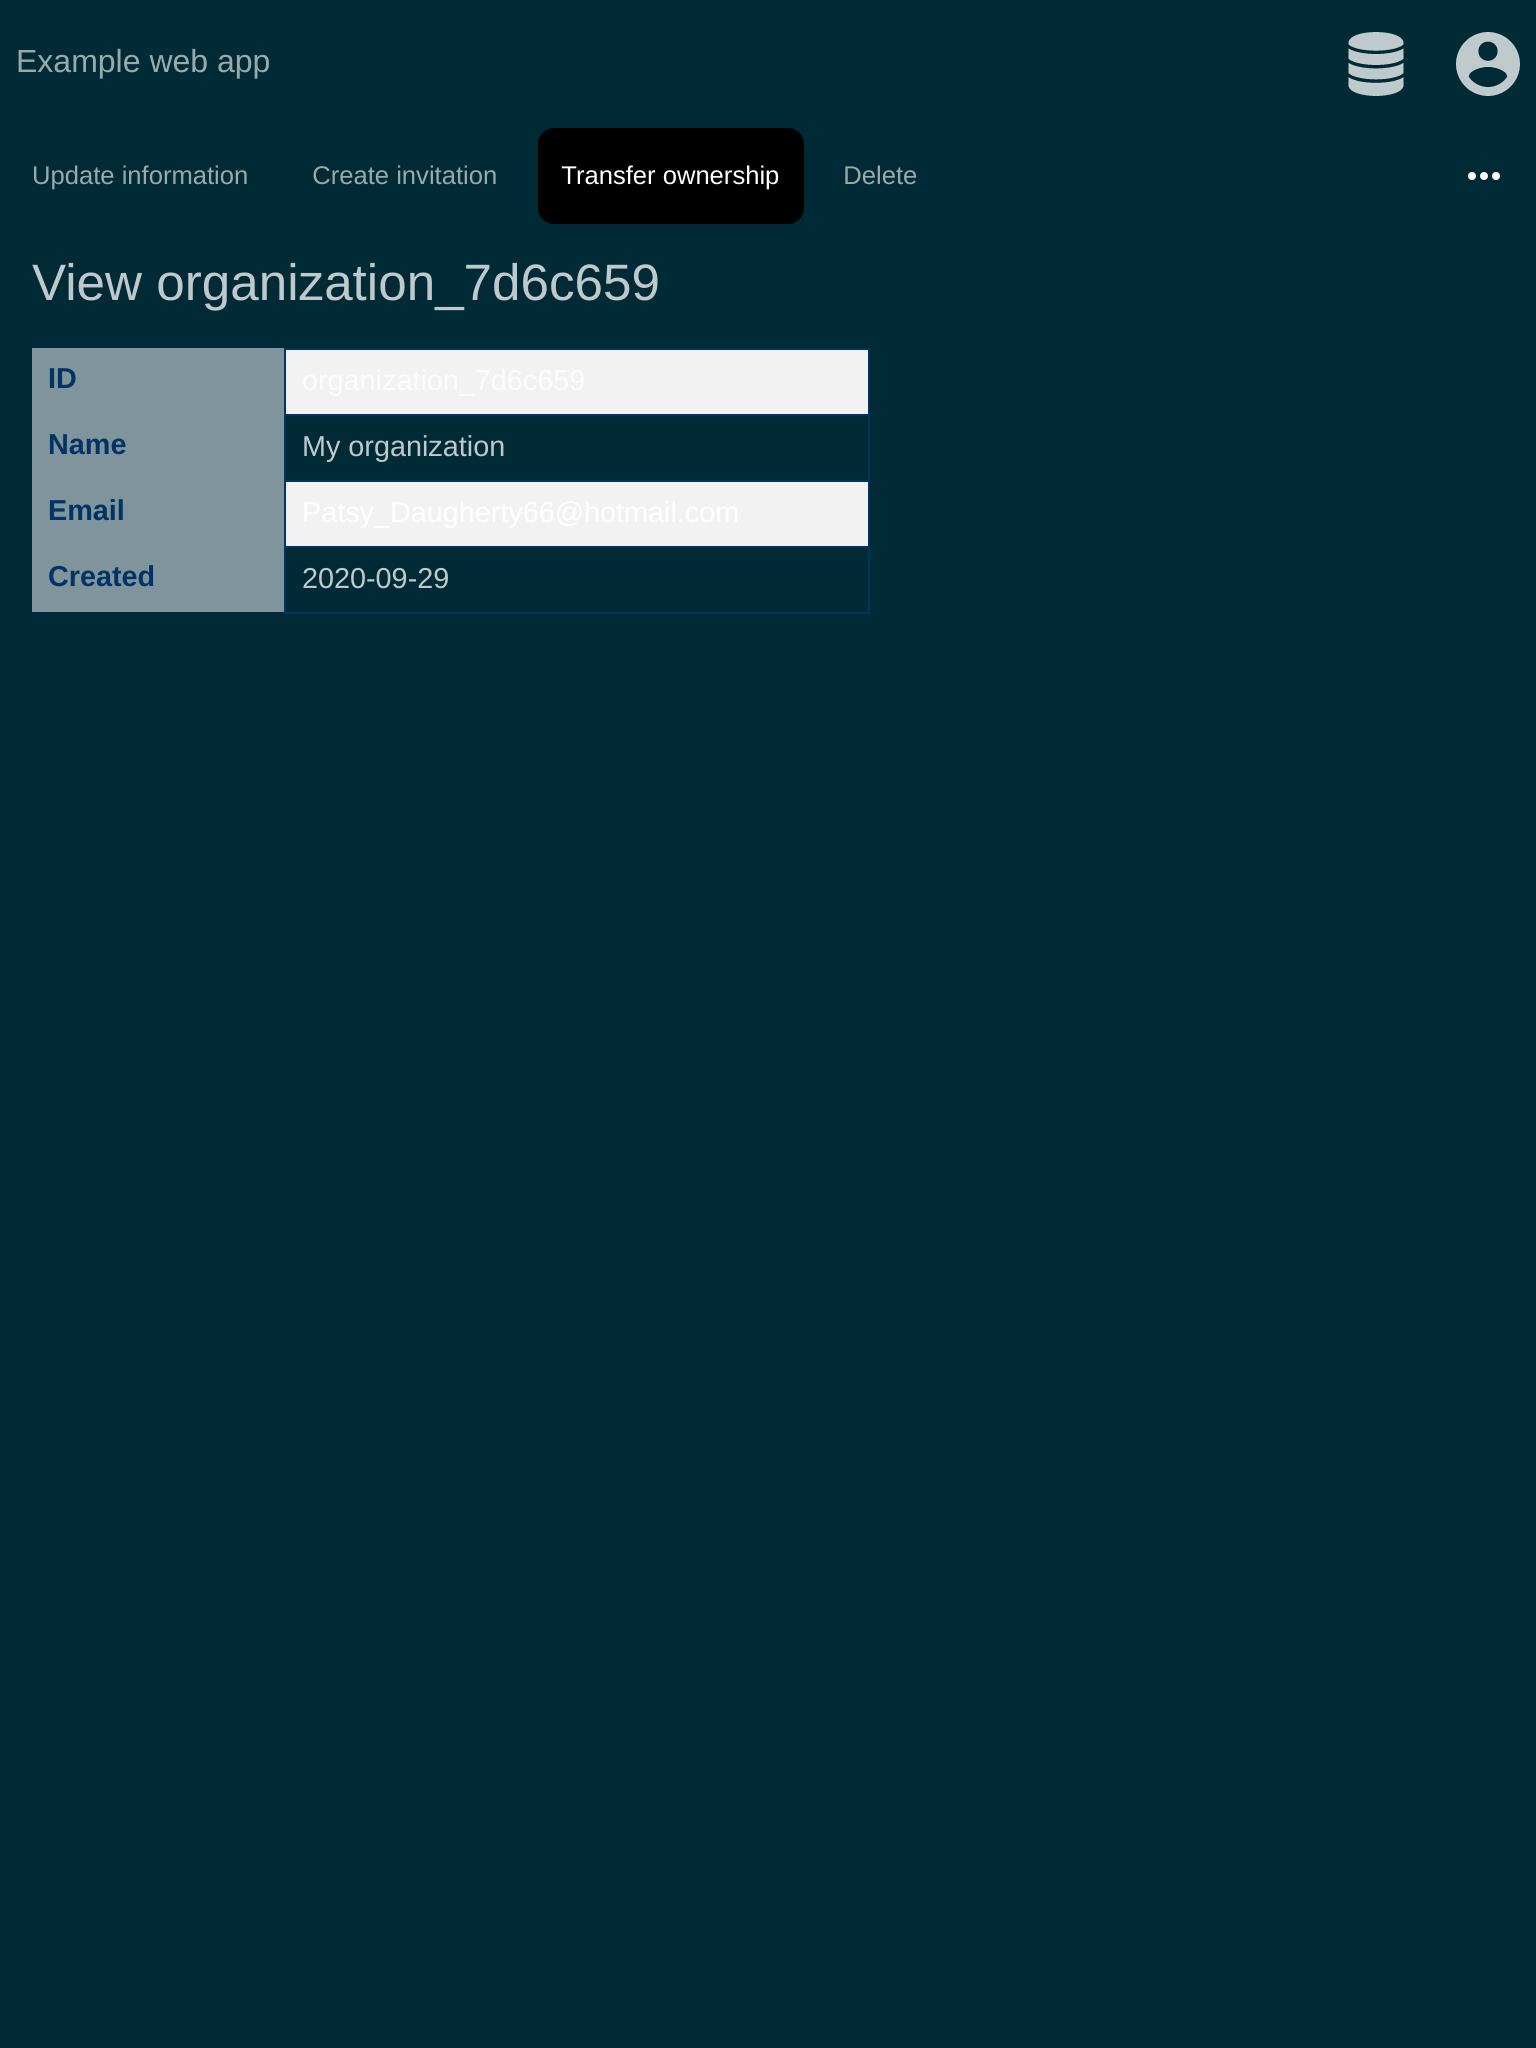 Example web app
Update information Create invitation Transfer ownership Delete
View organization_7d6c659
ID organization_7d6c659
Name My organization
Email Patsy_Daugherty66@hotmail.com
Created 2020-09-29